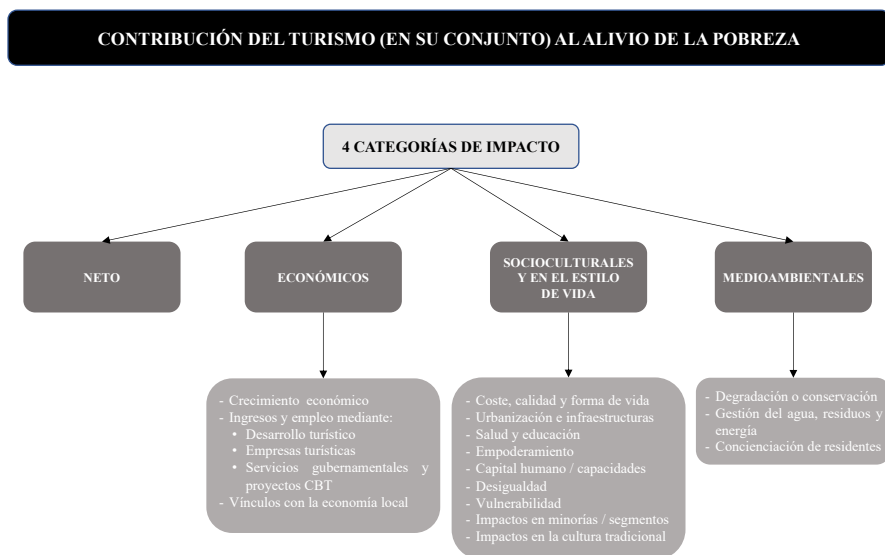 CONTRIBUCIÓN DEL TURISMO (EN SU CONJUNTO) AL ALIVIO DE LA POBREZA
4 CATEGORÍAS DE IMPACTO
NETO
ECONÓMICOS
SOCIOCULTURALES
Y EN EL ESTILO
DE VIDA
MEDIOAMBIENTALES
- Crecimiento económico
- Ingresos y empleo mediante:
• Desarrollo turístico
• Empresas turísticas
• Servicios gubernamentales y
proyectos CBT
- Vínculos con la economía local
- Coste, calidad y forma de vida
- Urbanización e infraestructuras
- Salud y educación
- Empoderamiento
- Capital humano / capacidades
- Desigualdad
- Vulnerabilidad
- Impactos en minorías / segmentos
- Impactos en la cultura tradicional
- Degradación o conservación
- Gestión del agua, residuos y
energía
- Concienciación de residentes